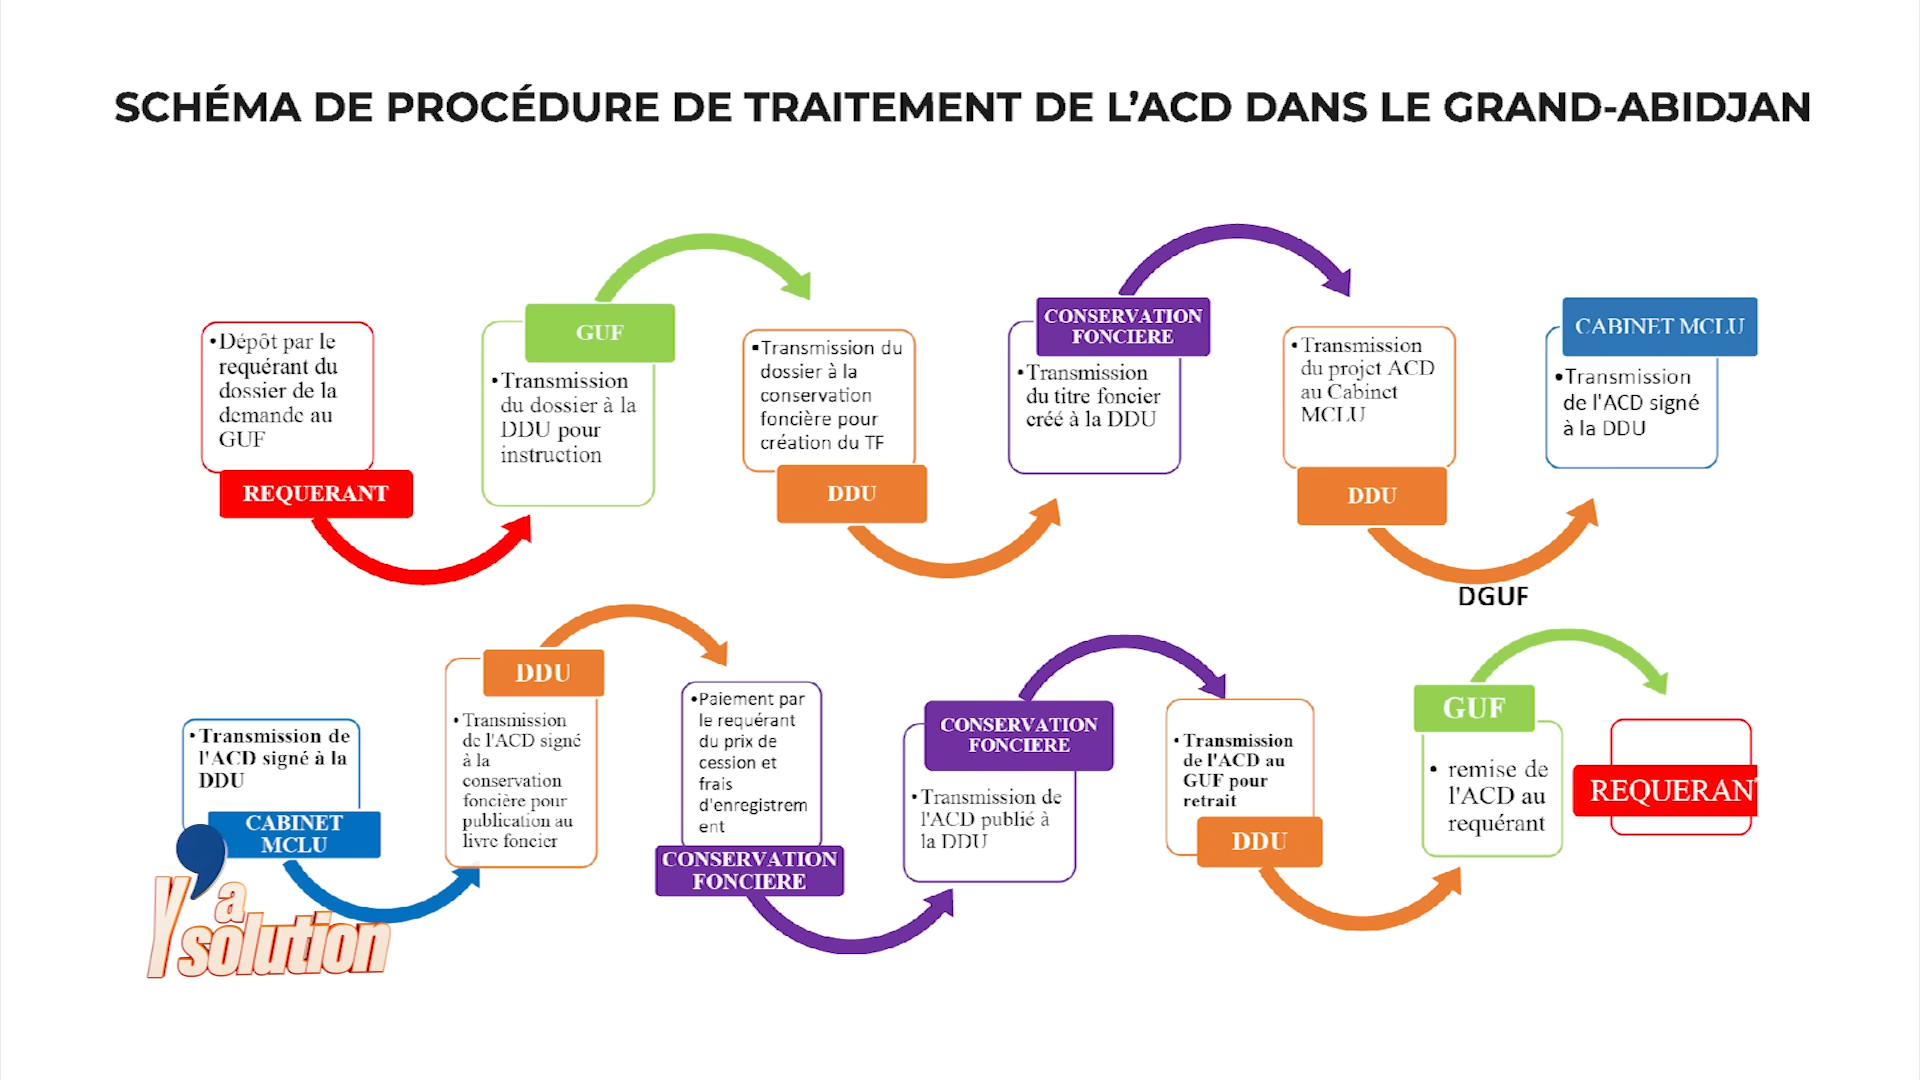 SCHÉMA DE PROCÉDURE DE TRAITEMENT DE L’ACD DANS LE GRAND-ABIDJAN
•Dépôt par le
requérant du
dossier de la
demande au
GUF
REQUERANT
GUF
•Transmission
du dossier à la
DDU pour
instruction
▪Transmission du
dossier à la
conservation
foncière pour
création du TF
DDU
CONSERVATION
FONCIERE
•Transmission
du titre foncier
créé à la DDU
•Transmission
du projet ACD
au Cabinet
MCLU
DDU
CABINET MCLU
•Transmission
de l'ACD signé
à la DDU
DGUF
•Transmission de
l'ACD signé à la
DDU
CABINET
MCLU
DDU
•Transmission
de l'ACD signé
à la
conservation
foncière pour
publication au
livre foncier
•Paiement par
le requérant
du prix de
cession et
frais
d'enregistrem
ent
CONSERVATION
FONCIERE
CONSERVATION
FONCIERE
•Transmission de
l'ACD publié à
la DDU
•Transmission
de l'ACD au
GUF pour
retrait
DDU
GUF
• remise de
l'ACD au
requérant
REQUERANT
Y'a
solution